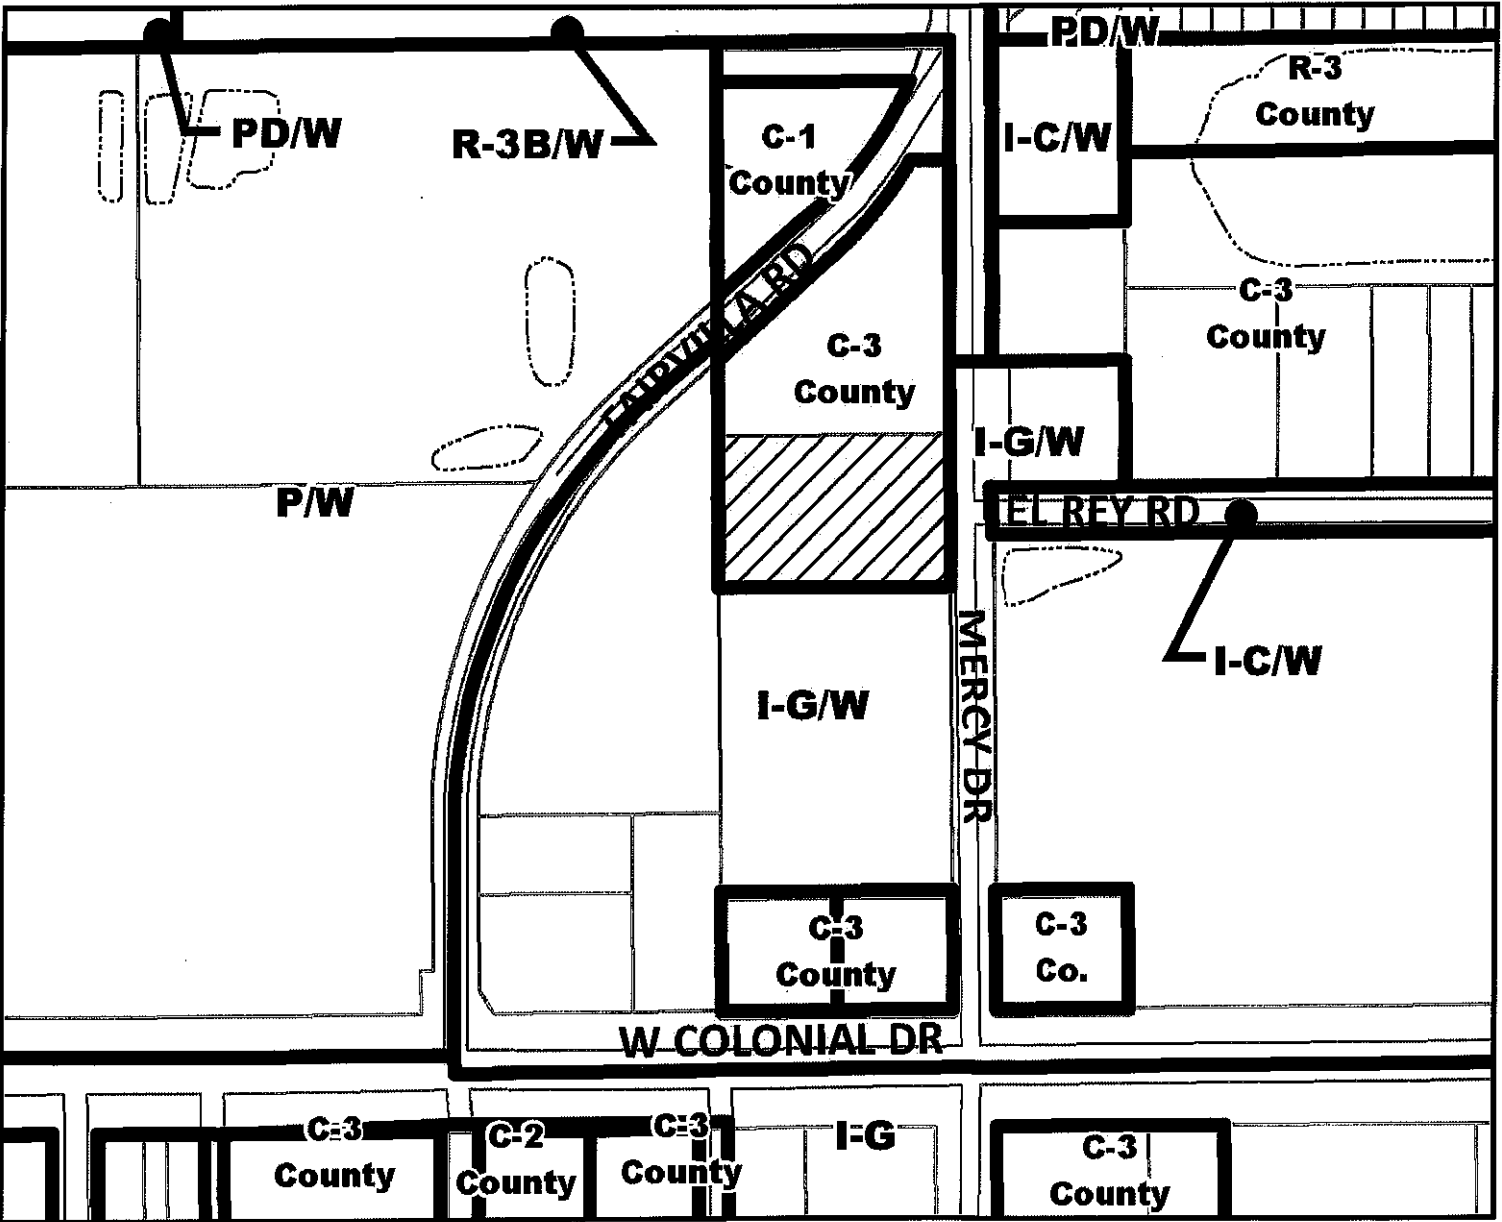 PD/W
R-3
County
PD/W
R-3B/W
C-1
County
I-C/W
FAIRVILLA RD
C-3
County
C-3
County
I-G/W
P/W
EL REY RD
I-C/W
I-G/W
MERCY DR
C-3
County
C-3
Co.
W COLONIAL DR
C-3
County
C-2
County
C-3
County
I-G
C-3
County